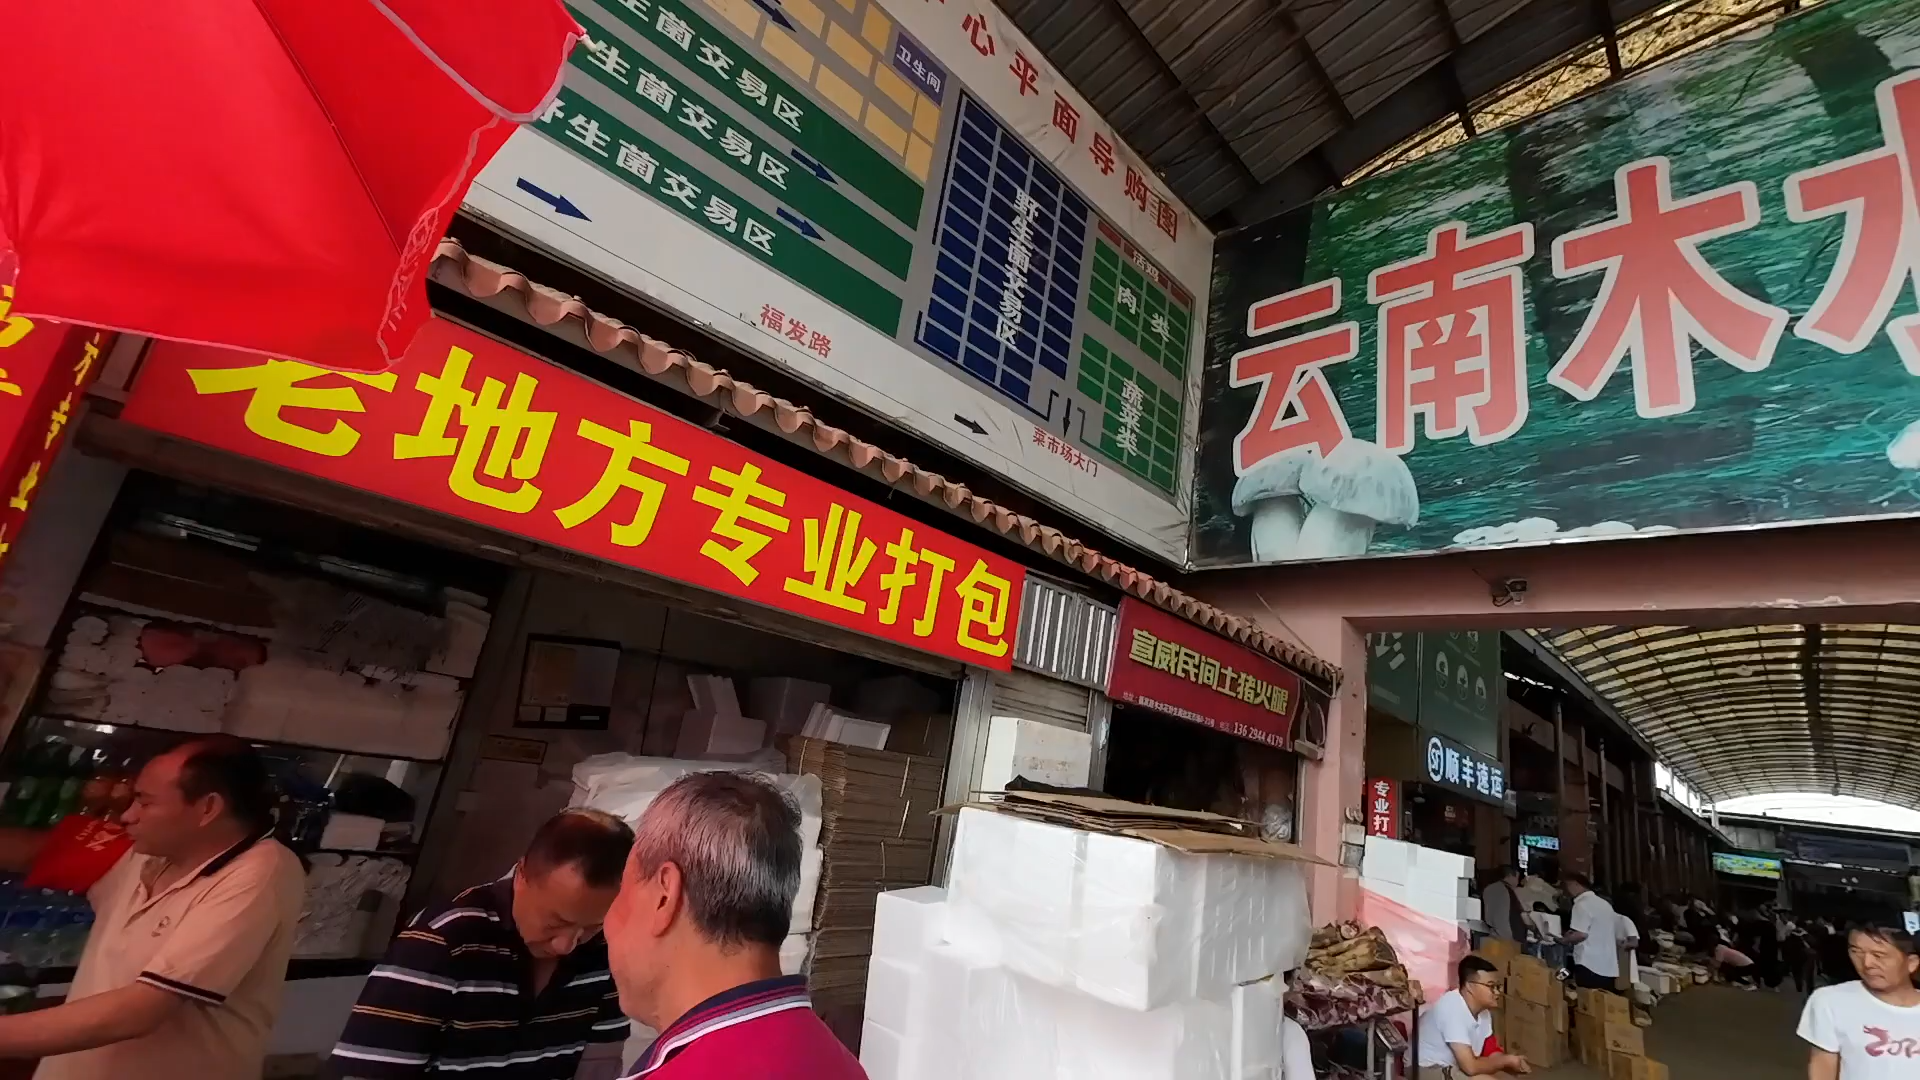 心平面导购图
卫生间
生菌交易区
生菌交易区
野生菌交易区
野生菌交易区
活鸡
肉类
蔬菜类
福发路
菜市场大门
云南木水
老地方专业打包
宣威民间土猪火腿
136 2944 4179
顺丰速运
专业打